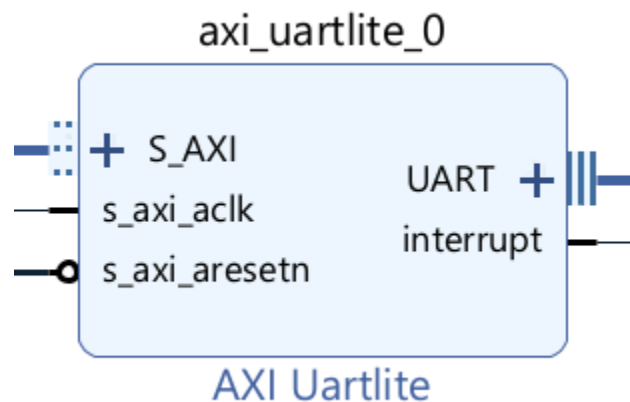 axi_uartlite_0
S_AXI
s_axi_aclk
s_axi_aresetn
UART
interrupt
AXI Uartlite